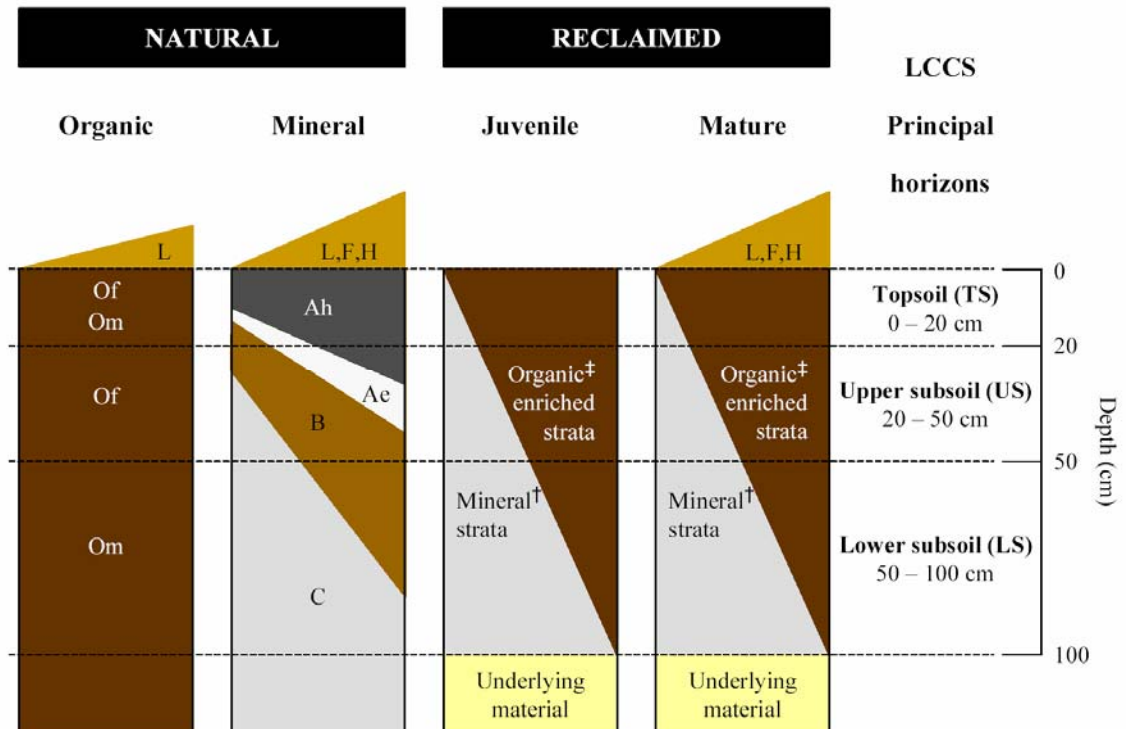 NATURAL
RECLAIMED
LCCS
Principal
horizons
Organic
Mineral
Juvenile
Mature
L
L,F,H
L,F,H
Of
Om
Of
Om
Ah
Ae
B
C
Organic‡
enriched
strata
Mineral†
strata
Underlying
material
Organic‡
enriched
strata
Mineral†
strata
Underlying
material
Topsoil (TS)
0 – 20 cm
Upper subsoil (US)
20 – 50 cm
Lower subsoil (LS)
50 – 100 cm
0
20
50
100
Depth (cm)